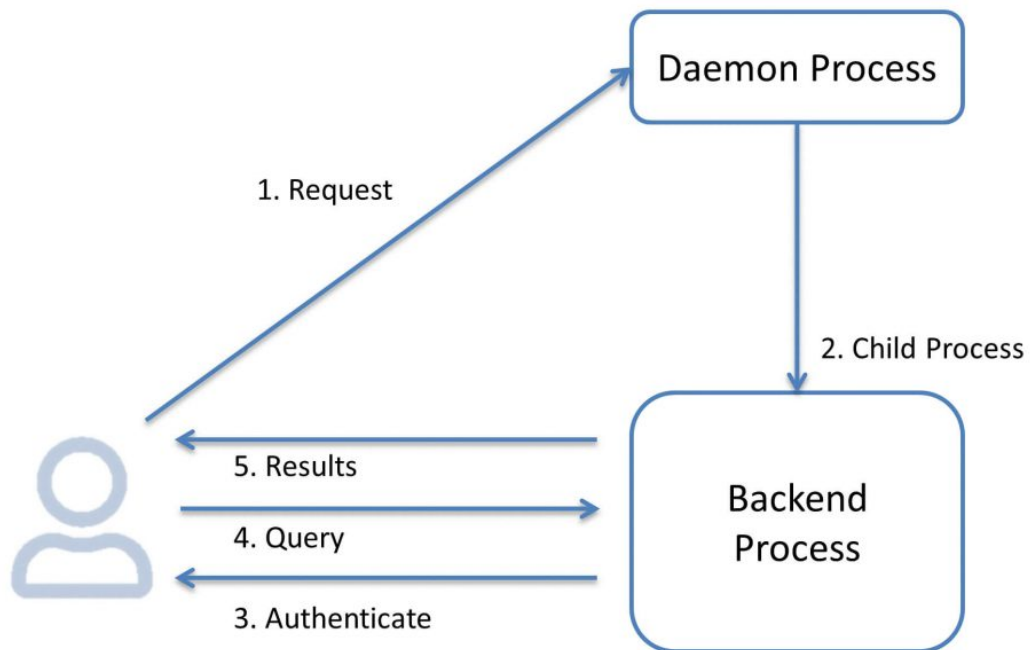 Daemon Process
1. Request
2. Child Process
5. Results
4. Query
3. Authenticate
Backend
Process